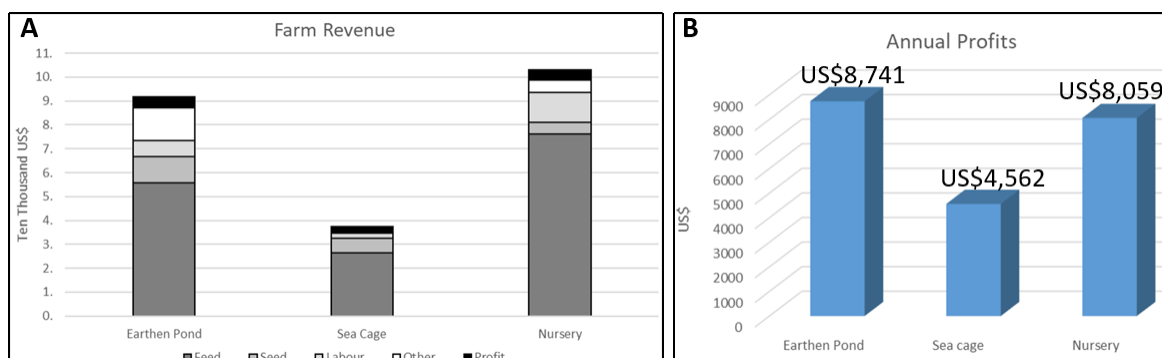 A
Farm Revenue
Ten Thousand US$
11.
10.
9.
8.
7.
6.
5.
4.
3.
2.
1.
0.
Earthen Pond Sea Cage Nursery
Feed Seed Labour Other Profit
B
Annual Profits
US$
9000
8000
7000
6000
5000
4000
3000
2000
1000
0
US$8,741
US$4,562
US$8,059
Earthen Pond Sea cage Nursery